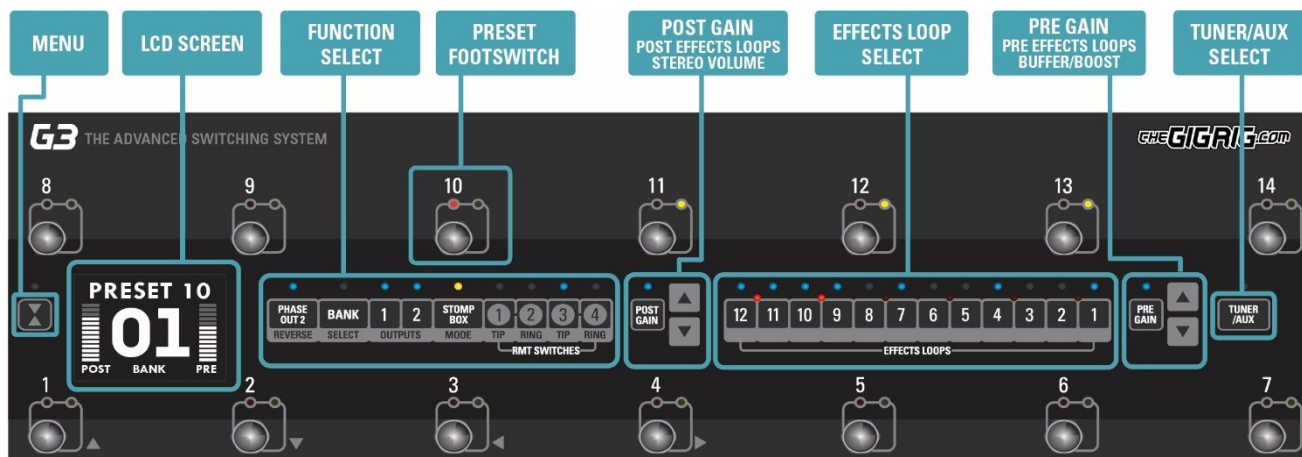 MENU
LCD SCREEN
FUNCTION
SELECT
PRESET
FOOTSWITCH
POST GAIN
POST EFFECTS LOOPS
STEREO VOLUME
EFFECTS LOOP
SELECT
PRE GAIN
PRE EFFECTS LOOPS
BUFFER/BOOST
TUNER/AUX
SELECT
G3 THE ADVANCED SWITCHING SYSTEM
THEGIGRIG.COM
8 9 10 11 12 13 14
PRESET 10
01
POST BANK PRE
PHASE
OUT 2
REVERSE
BANK
SELECT
1 2
OUTPUTS
STOMP
BOX
MODE
1 2 3 4
TIP RING TIP RING
RMT SWITCHES
POST
GAIN
12 11 10 9 8 7 6 5 4 3 2 1
EFFECTS LOOPS
PRE
GAIN
TUNER
/AUX
1 2 3 4 5 6 7